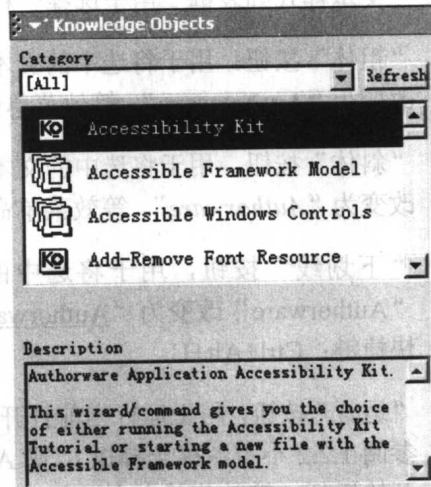 Knowledge Objects
Category
[All]
Refresh
Accessibility Kit
Accessible Framework Model
Accessible Windows Controls
Add-Remove Font Resource
Description
Authorware Application Accessibility Kit.
This wizard/command gives you the choice
of either running the Accessibility Kit
Tutorial or starting a new file with the
Accessible Framework model.